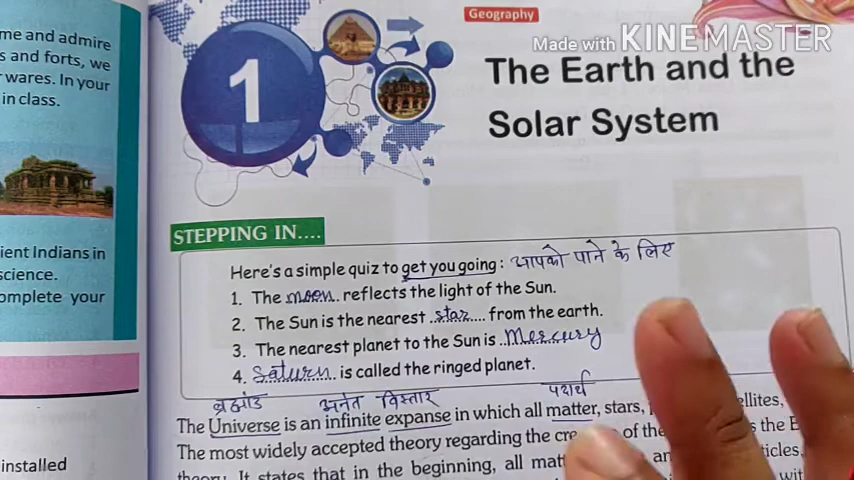 Geography
Made with KINEMASTER
me and admire
s and forts, we
wares. In your
in class.
1
The Earth and the
Solar System
STEPPING IN....
Here's a simple quiz to get you going: आपको पाने के लिए
1. The moon reflects the light of the Sun.
2. The Sun is the nearest star from the earth.
3. The nearest planet to the Sun is Mercury
4. Saturn is called the ringed planet.
ient Indians in
science.
omplete your
ब्रह्मांड अनंत विस्तार पदार्थ
The Universe is an infinite expanse in which all matter, stars, ellites,
The most widely accepted theory regarding the of the
theory. It states that in the beginning, all
installed